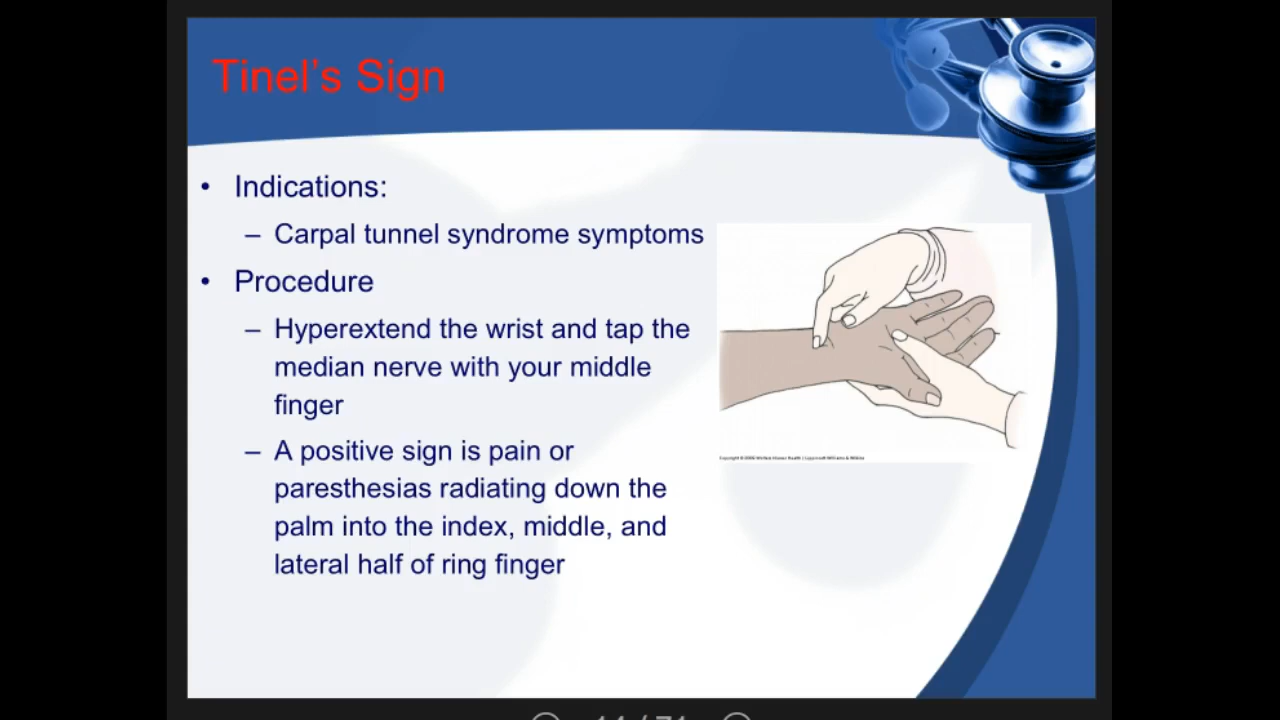 Tinel's Sign
• Indications:
– Carpal tunnel syndrome symptoms
• Procedure
– Hyperextend the wrist and tap the
median nerve with your middle
finger
– A positive sign is pain or
paresthesias radiating down the
palm into the index, middle, and
lateral half of ring finger